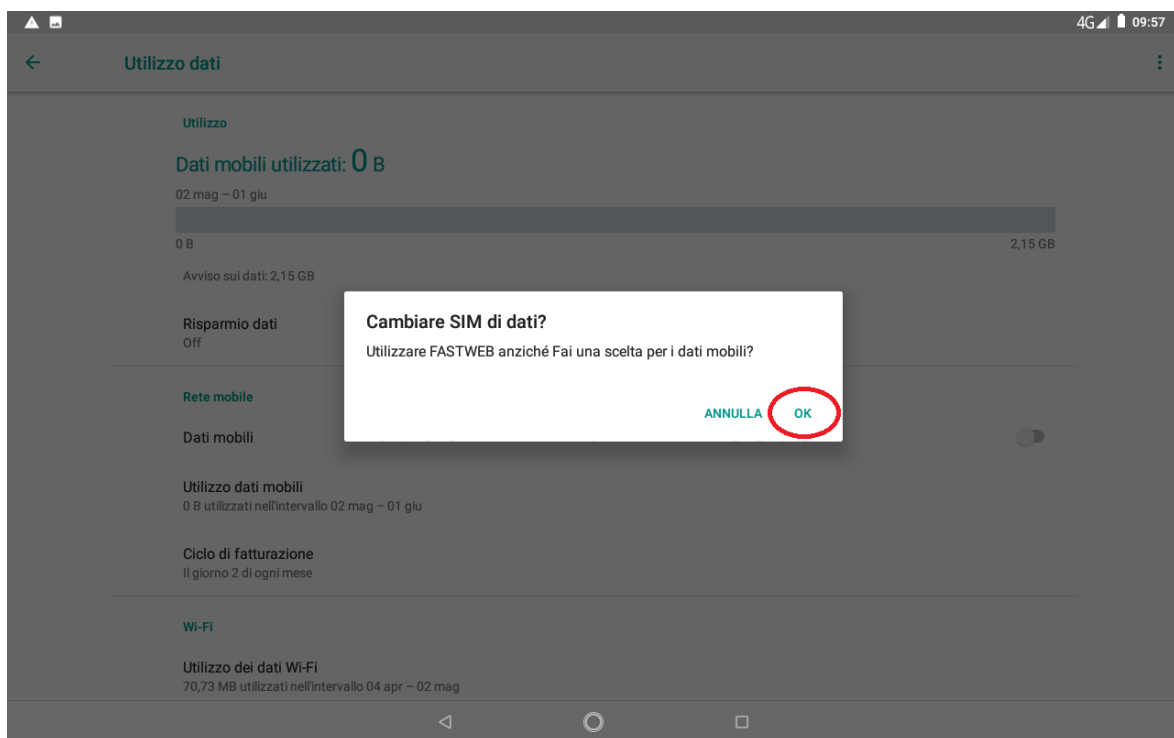 4G 09:57
Utilizzo dati
Utilizzo
Dati mobili utilizzati: 0 B
02 mag – 01 giu
0 B 2,15 GB
Avviso sui dati: 2,15 GB
Risparmio dati
Off
Cambiare SIM di dati?
Utilizzare FASTWEB anziché Fai una scelta per i dati mobili?
ANNULLA OK
Rete mobile
Dati mobili
Utilizzo dati mobili
0 B utilizzati nell'intervallo 02 mag – 01 giu
Ciclo di fatturazione
Il giorno 2 di ogni mese
Wi-Fi
Utilizzo dei dati Wi-Fi
70,73 MB utilizzati nell'intervallo 04 apr – 02 mag